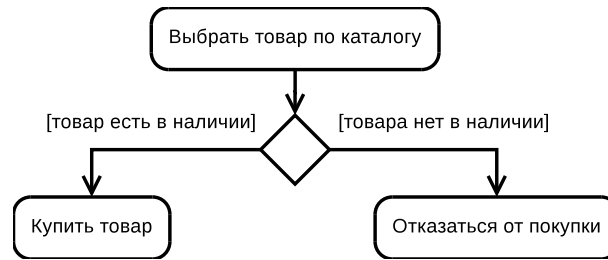 Выбрать товар по каталогу
[товар есть в наличии]
[товара нет в наличии]
Купить товар
Отказаться от покупки